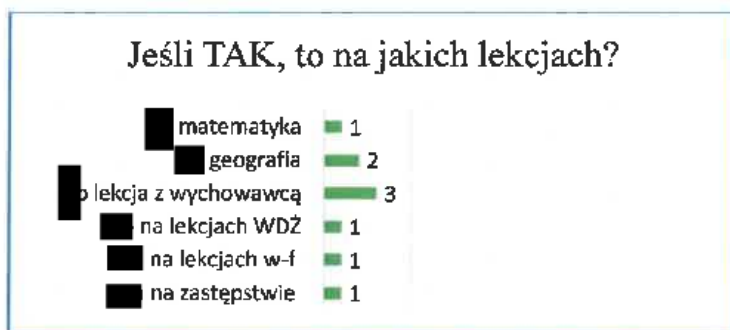 Jeśli TAK, to na jakich lekcjach?
matematyka 1
geografia 2
lekcja z wychowawcą 3
na lekcjach WDŻ 1
na lekcjach w-f 1
na zastępstwie 1